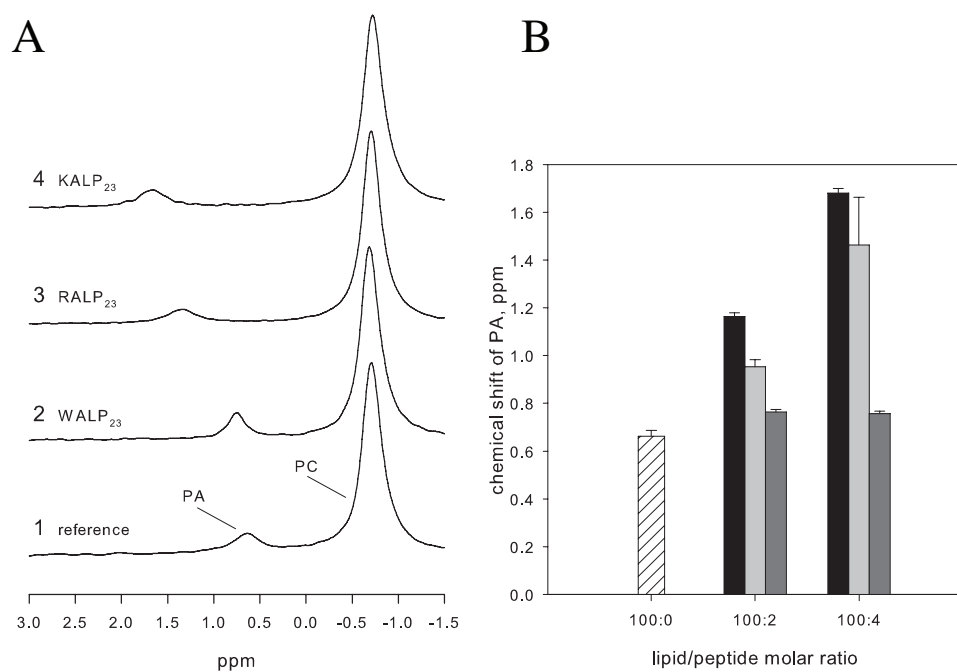 A
B
4 KALP23
3 RALP23
2 WALP23
PC
PA
1 reference
3.0 2.5 2.0 1.5 1.0 0.5 0.0 -0.5 -1.0 -1.5
ppm
chemical shift of PA, ppm
1.8
1.6
1.4
1.2
1.0
0.8
0.6
0.4
0.2
0.0
100:0 100:2 100:4
lipid/peptide molar ratio